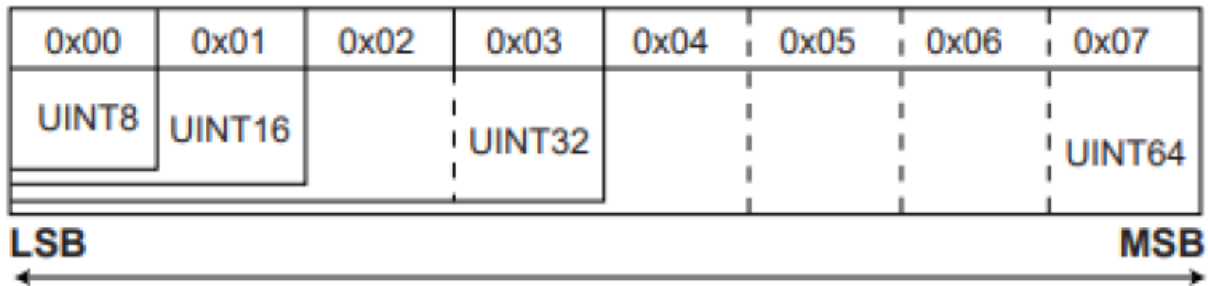 0x00 0x01 0x02 0x03 0x04 0x05 0x06 0x07
UINT8 UINT16 UINT32 UINT64
LSB MSB